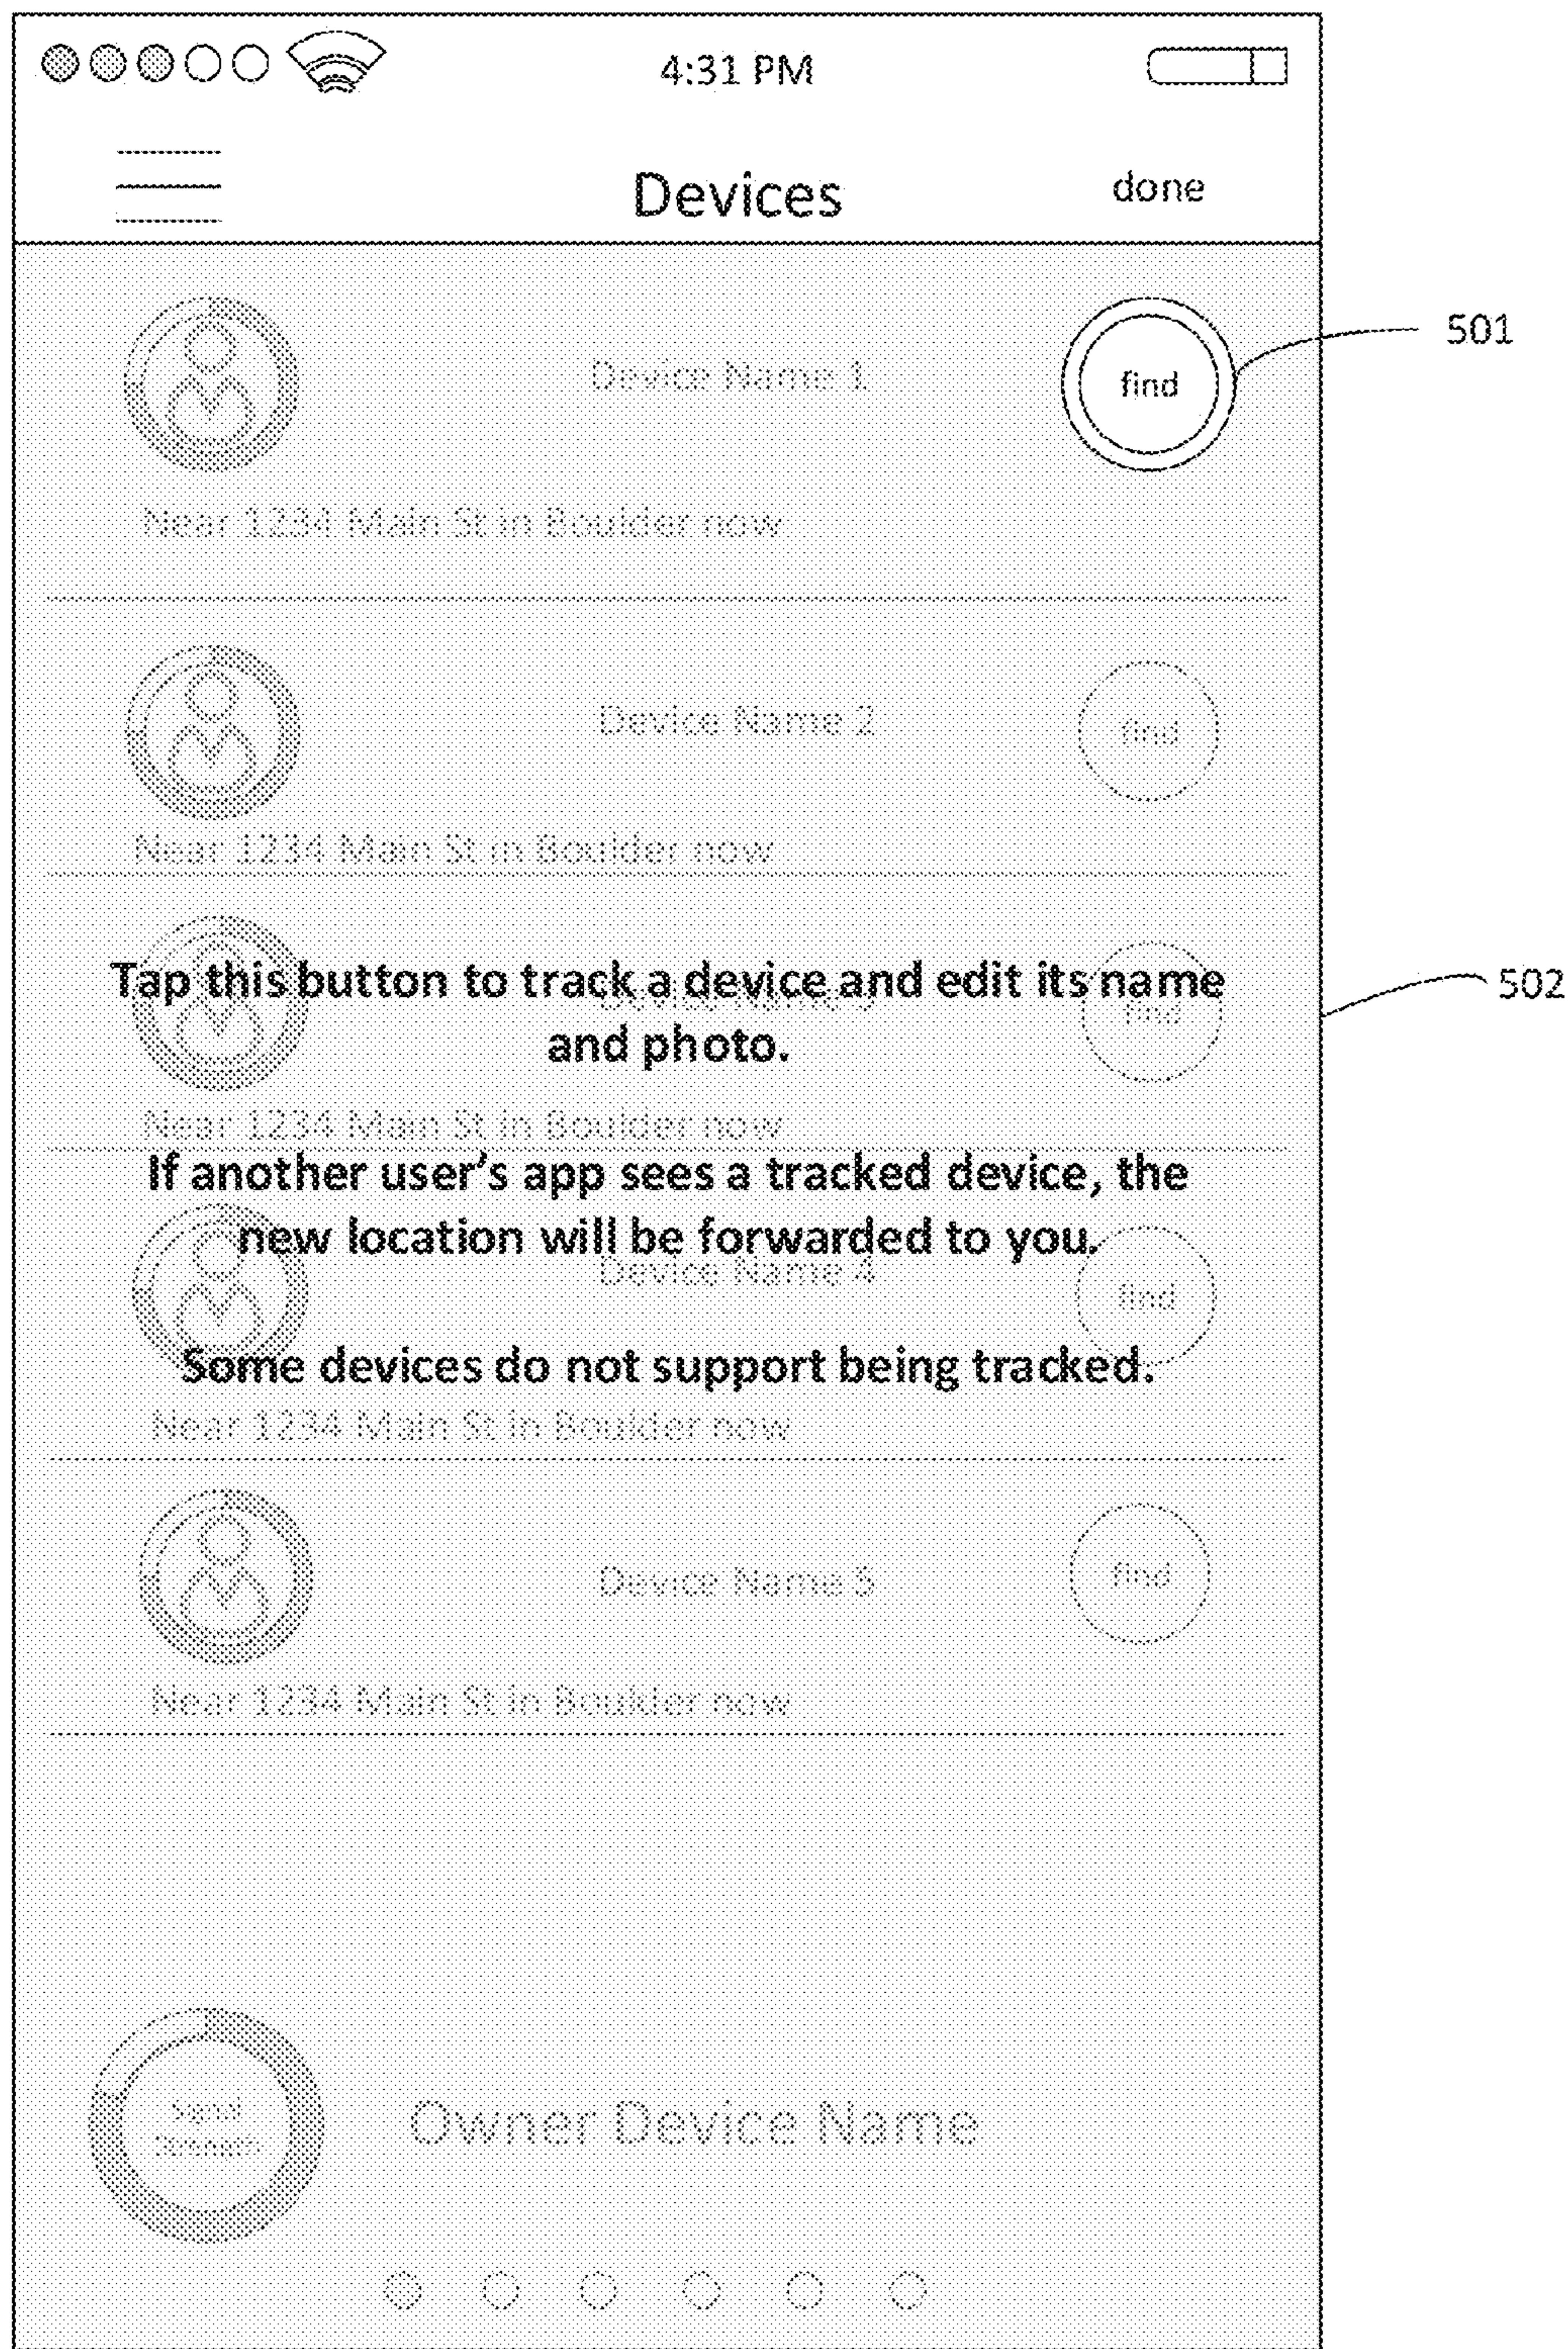 4:31 PM
Devices
done
Device Name 1
find
501
Near 1234 Main St in Boulder now
Device Name 2
find
Near 1234 Main St in Boulder now
Tap this button to track a device and edit its name
502
find
and photo.
Near 1234 Main St in Boulder now
If another user's app sees a tracked device, the
new location will be forwarded to you.
Device Name 4
find
Some devices do not support being tracked.
Near 1234 Main St in Boulder now
Device Name 5
find
Near 1234 Main St in Boulder now
Signal
Strength
Owner Device Name